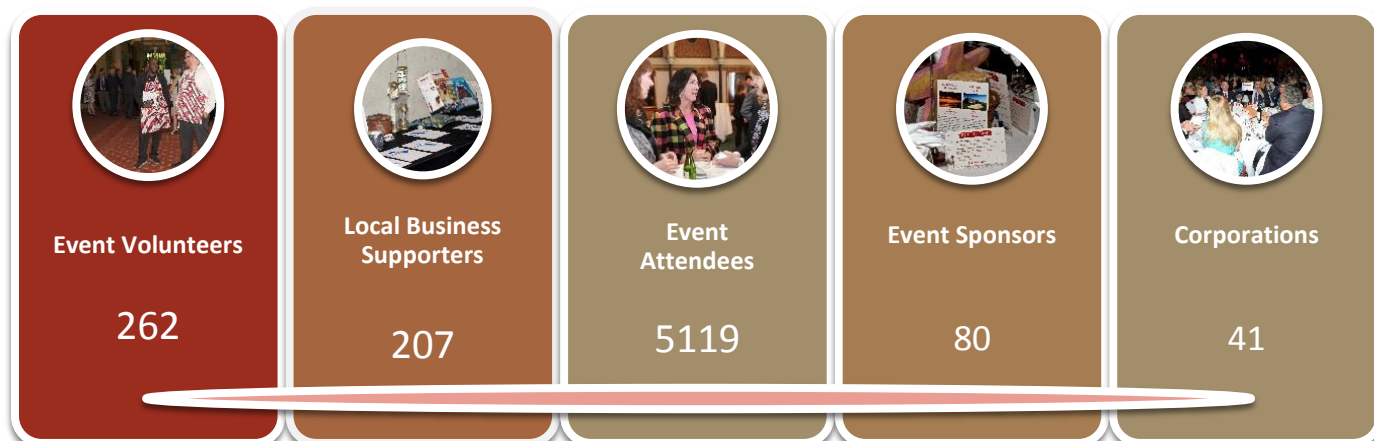 Event Volunteers
262
Local Business
Supporters
207
Event
Attendees
5119
Event Sponsors
80
Corporations
41